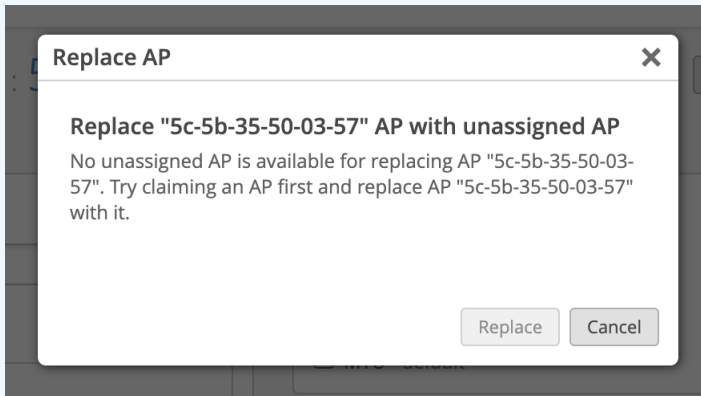 Replace AP
Replace "5c-5b-35-50-03-57" AP with unassigned AP
No unassigned AP is available for replacing AP "5c-5b-35-50-03-
57". Try claiming an AP first and replace AP "5c-5b-35-50-03-57"
with it.
Replace
Cancel
default